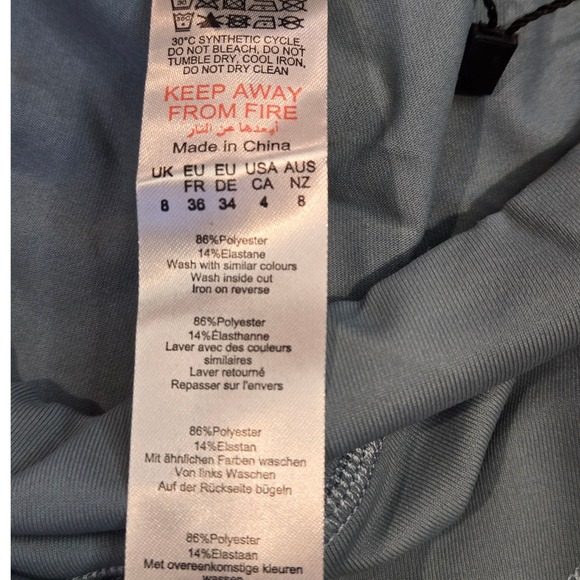 30°C SYNTHETIC CYCLE,
DO NOT BLEACH, DO NOT
TUMBLE DRY, COOL IRON,
DO NOT DRY CLEAN
KEEP AWAY
FROM FIRE
أبعدها عن النار
Made in China
UK EU EU USA AUS
FR DE CA NZ
8 36 34 4 8
86%Polyester
14%Elastane
Wash with similar colours
Wash inside out
Iron on reverse
86%Polyester
14%Élasthanne
Laver avec des couleurs
similaires
Laver retourné
Repasser sur l'envers
86%Polyester
14%Elastan
Mit ähnlichen Farben waschen
Von links Waschen
Auf der Rückseite bügeln
86%Polyester
14%Elastaan
Met overeenkomstige kleuren
wassen